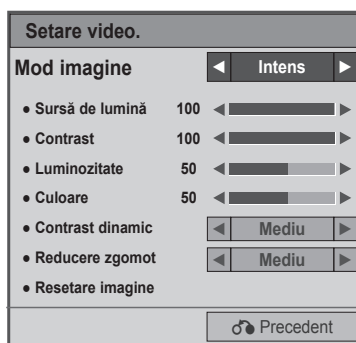 Setare video.
Mod imagine ◄ Intens ►
● Sursă de lumină 100 ◄ ►
● Contrast 100 ◄ ►
● Luminozitate 50 ◄ ►
● Culoare 50 ◄ ►
● Contrast dinamic ◄ Mediu ►
● Reducere zgomot ◄ Mediu ►
● Resetare imagine
Precedent